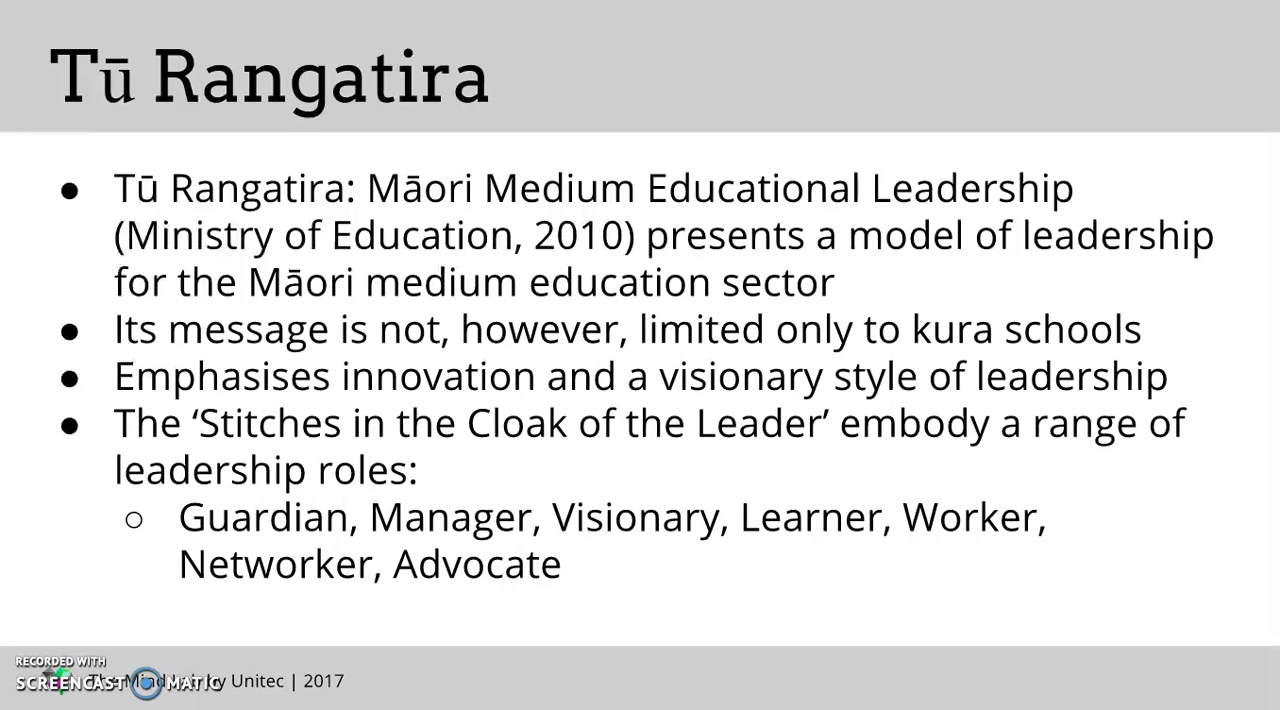 Tū Rangatira
● Tū Rangatira: Māori Medium Educational Leadership
(Ministry of Education, 2010) presents a model of leadership
for the Māori medium education sector
● Its message is not, however, limited only to kura schools
● Emphasises innovation and a visionary style of leadership
● The ‘Stitches in the Cloak of the Leader’ embody a range of
leadership roles:
○ Guardian, Manager, Visionary, Learner, Worker,
Networker, Advocate
RECORDED WITH
SCREENCAST MATIC
The Mind by Unitec | 2017